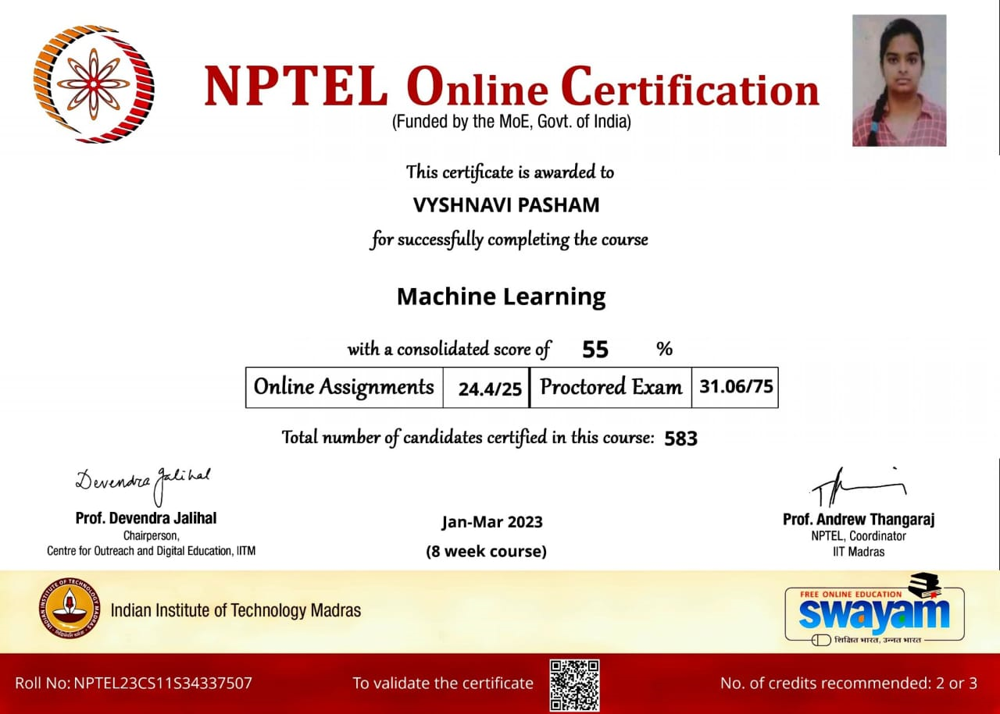 NPTEL Online Certification
(Funded by the MoE, Govt. of India)
This certificate is awarded to
VYSHNAVI PASHAM
for successfully completing the course
Machine Learning
with a consolidated score of 55 %
Online Assignments 24.4/25 Proctored Exam 31.06/75
Total number of candidates certified in this course: 583
Devendra Jalihal
Prof. Devendra Jalihal
Chairperson,
Centre for Outreach and Digital Education, IITM
Jan-Mar 2023
(8 week course)
Prof. Andrew Thangaraj
NPTEL, Coordinator
IIT Madras
INDIAN INSTITUTE OF TECHNOLOGY MADRAS
Indian Institute of Technology Madras
FREE ONLINE EDUCATION
swayam
शिक्षित भारत, उन्नत भारत
Roll No: NPTEL23CS11S34337507
To validate the certificate
No. of credits recommended: 2 or 3